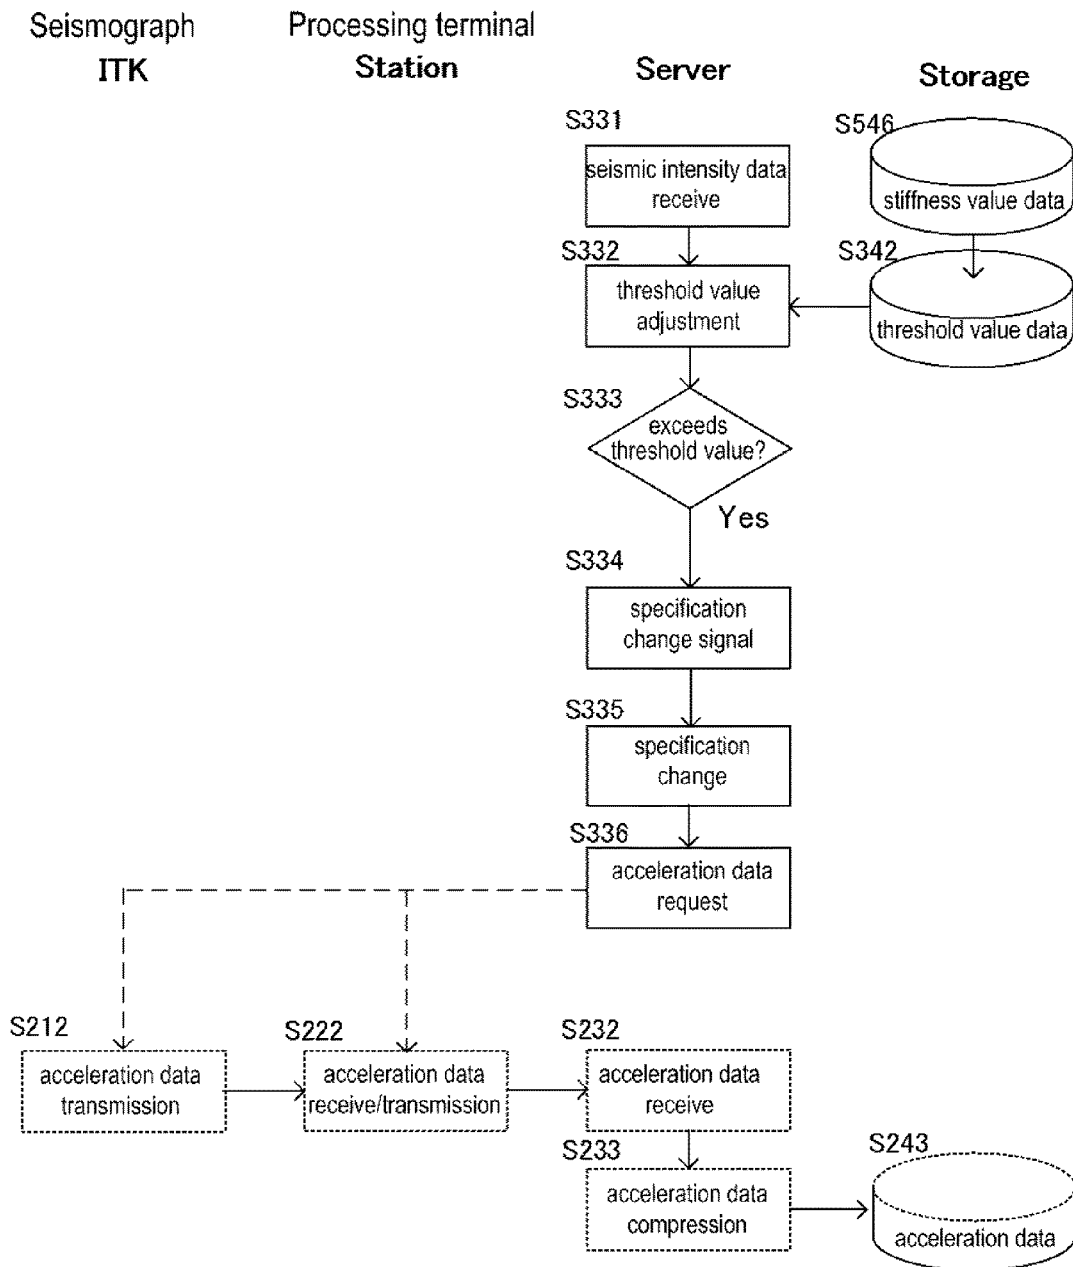 Seismograph
ITK
Processing terminal
Station
Server
Storage
S331
seismic intensity data
receive
S546
stiffness value data
S332
threshold value
adjustment
S342
threshold value data
S333
exceeds
threshold value?
Yes
S334
specification
change signal
S335
specification
change
S336
acceleration data
request
S212
acceleration data
transmission
S222
acceleration data
receive/transmission
S232
acceleration data
receive
S233
acceleration data
compression
S243
acceleration data